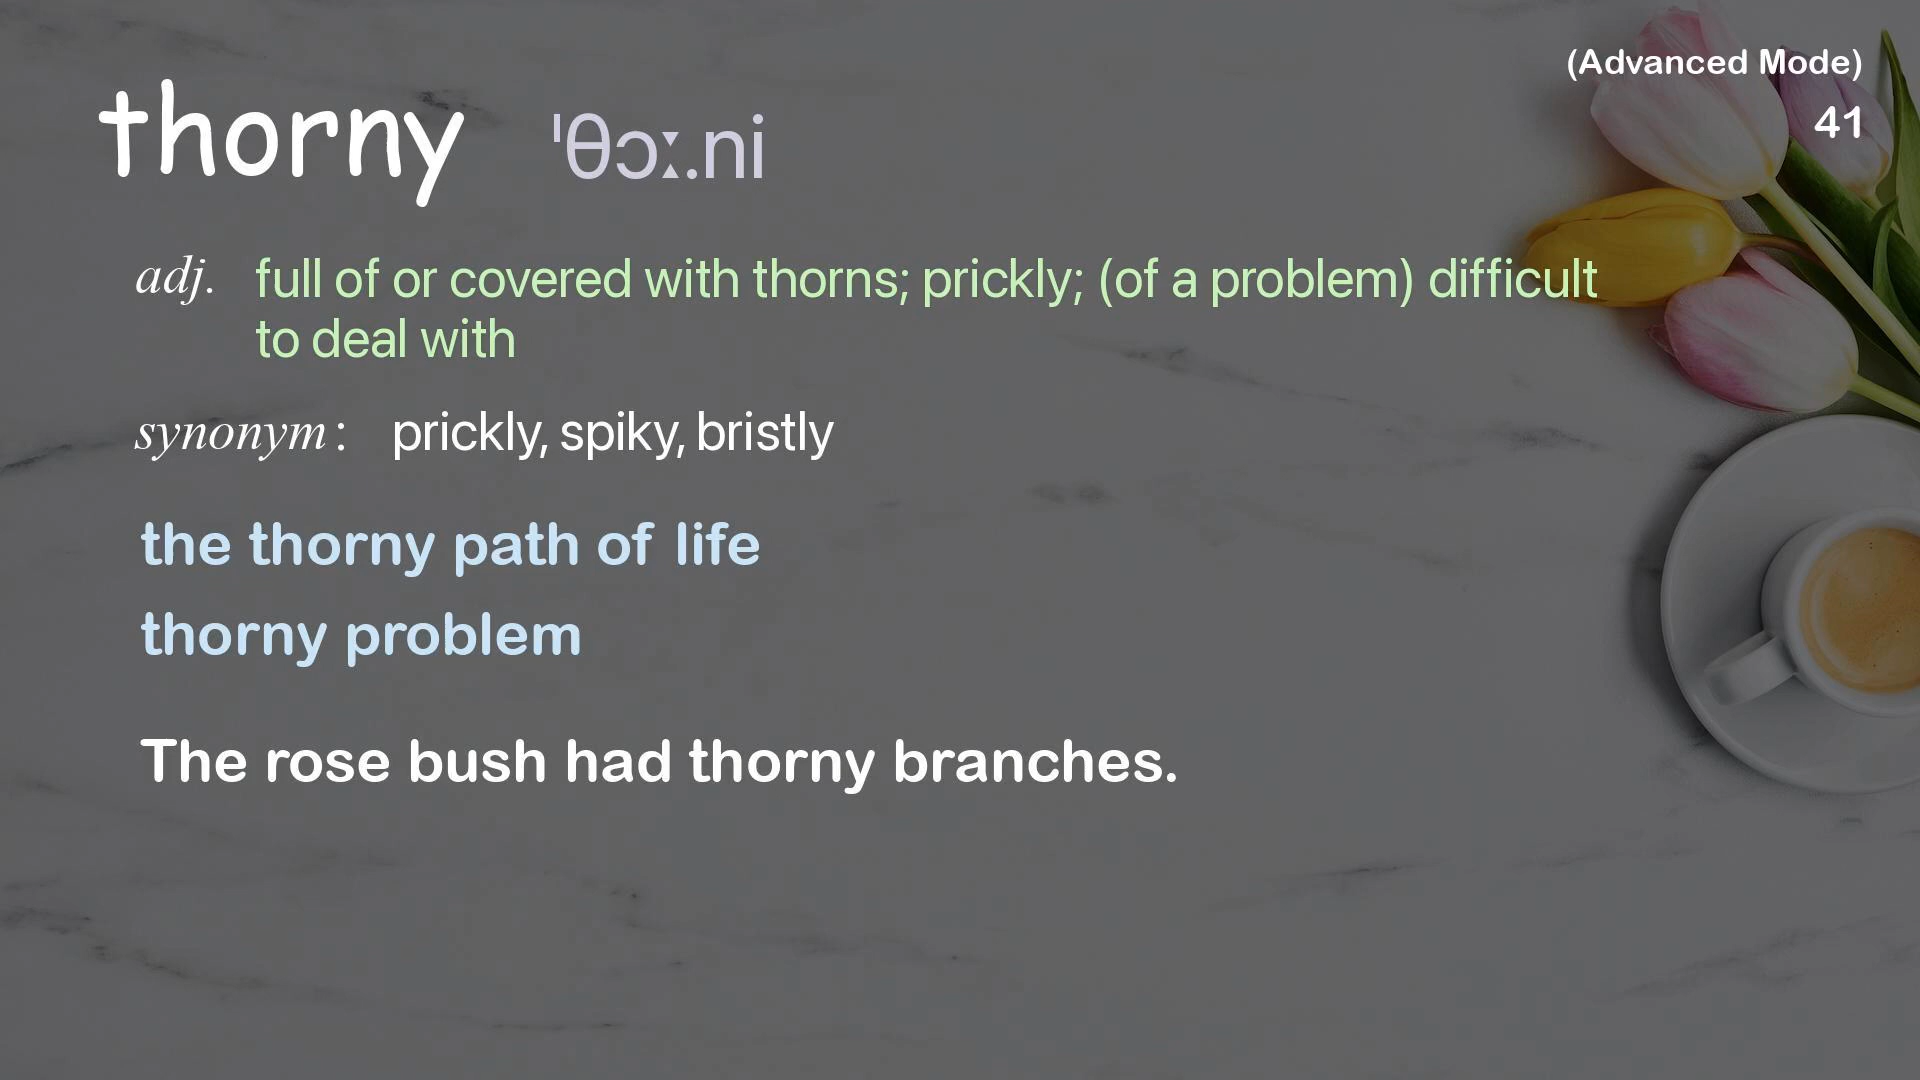 (Advanced Mode)
41
thorny ˈθɔː.ni
adj. full of or covered with thorns; prickly; (of a problem) difficult
to deal with
synonym: prickly, spiky, bristly
the thorny path of life
thorny problem
The rose bush had thorny branches.